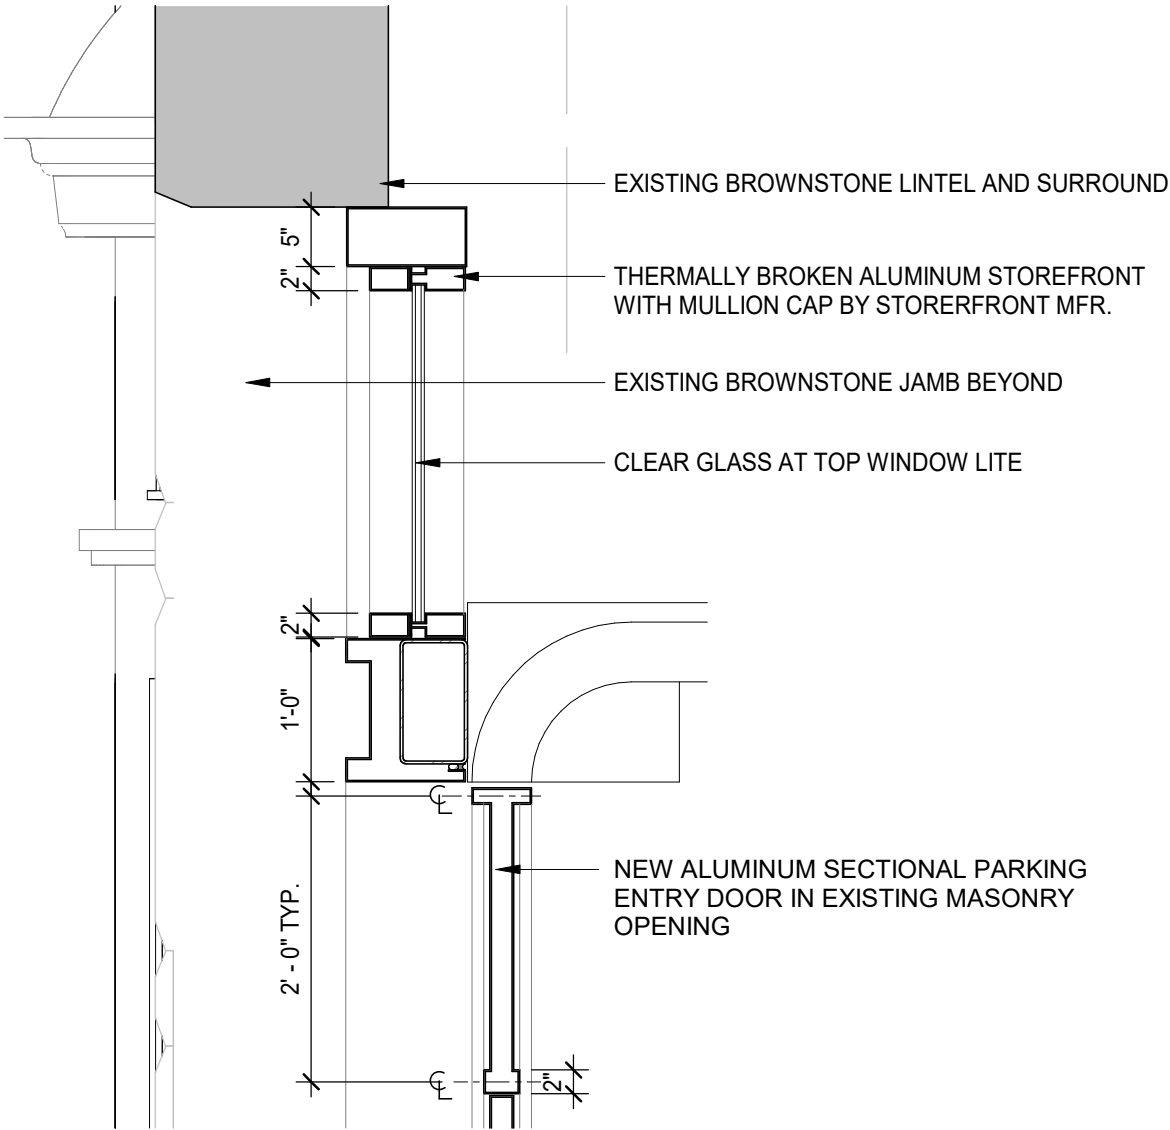 EXISTING BROWNSTONE LINTEL AND SURROUND
5"
2"
THERMALLY BROKEN ALUMINUM STOREFRONT
WITH MULLION CAP BY STORERFRONT MFR.
EXISTING BROWNSTONE JAMB BEYOND
CLEAR GLASS AT TOP WINDOW LITE
2"
1'-0"
CL
2' - 0" TYP.
NEW ALUMINUM SECTIONAL PARKING
ENTRY DOOR IN EXISTING MASONRY
OPENING
CL
2"